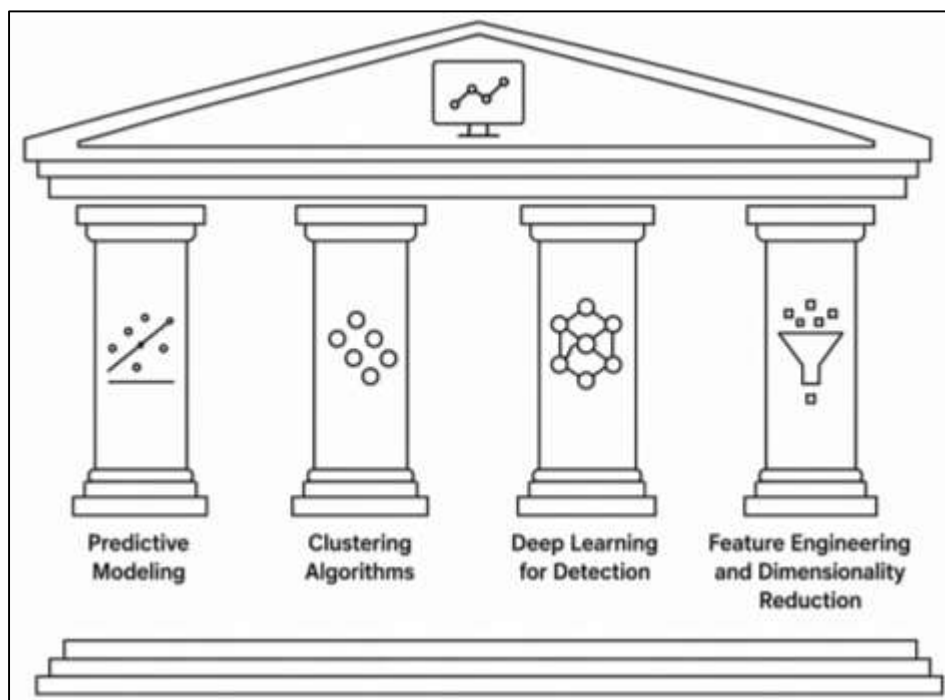 Predictive
Modeling
Clustering
Algorithms
Deep Learning
for Detection
Feature Engineering
and Dimensionality
Reduction